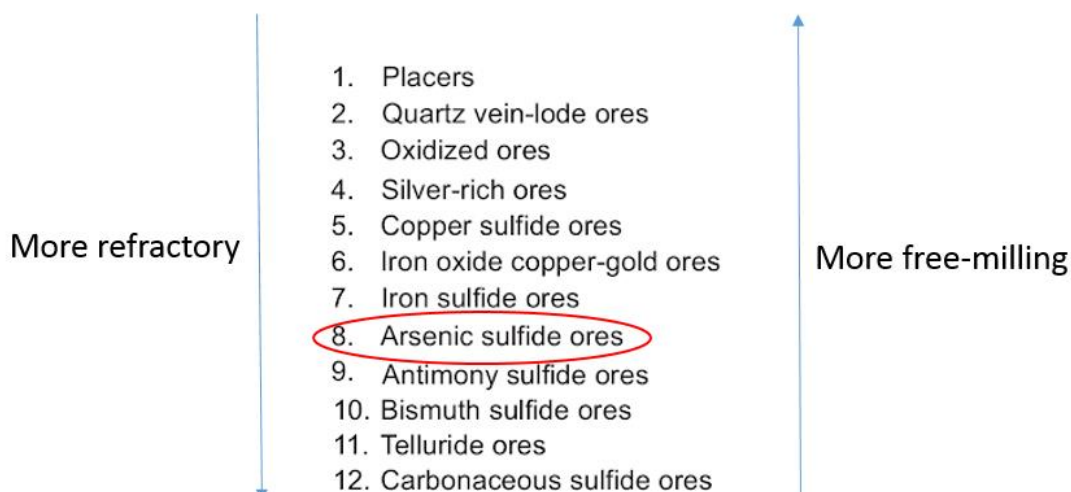 1. Placers
2. Quartz vein-lode ores
3. Oxidized ores
4. Silver-rich ores
5. Copper sulfide ores
More refractory
6. Iron oxide copper-gold ores
More free-milling
7. Iron sulfide ores
8. Arsenic sulfide ores
9. Antimony sulfide ores
10. Bismuth sulfide ores
11. Telluride ores
12. Carbonaceous sulfide ores